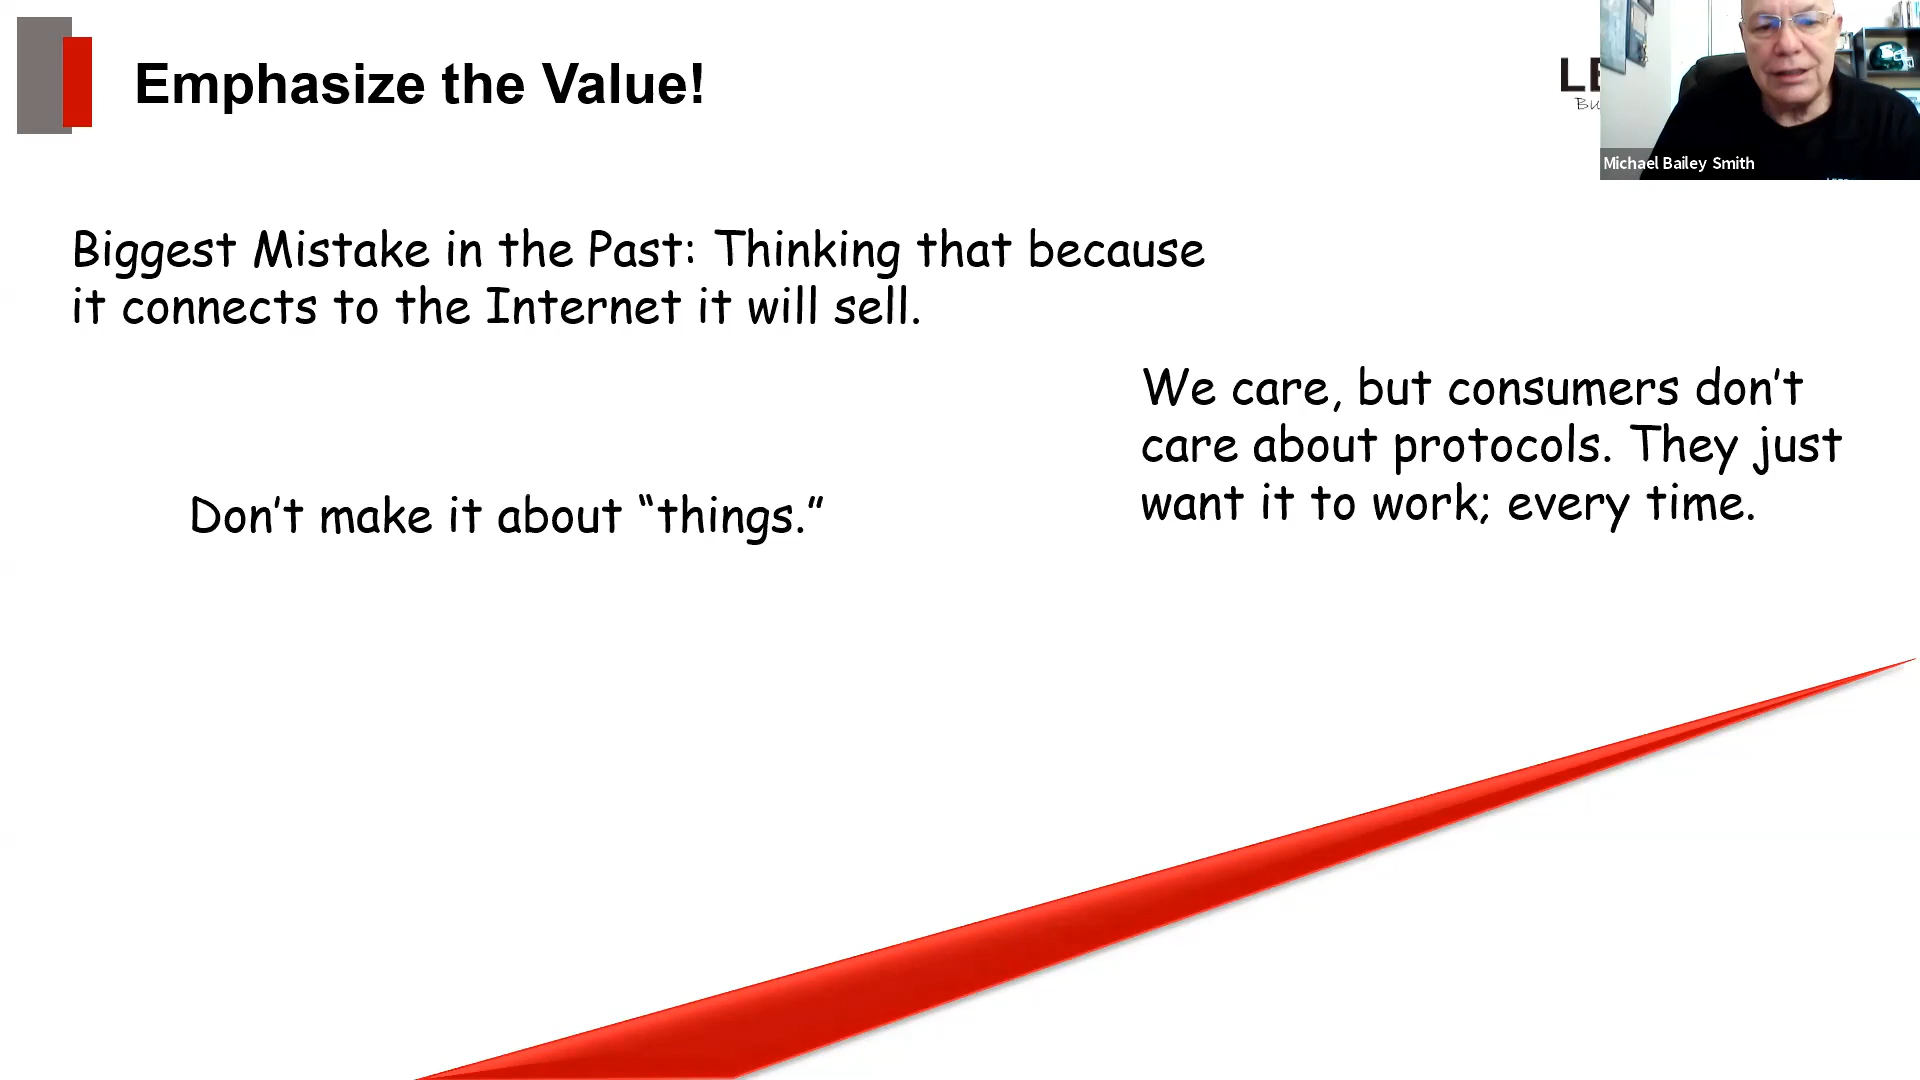 Emphasize the Value!
Michael Bailey Smith
Biggest Mistake in the Past: Thinking that because
it connects to the Internet it will sell.
We care, but consumers don’t
care about protocols. They just
want it to work; every time.
Don’t make it about “things.”